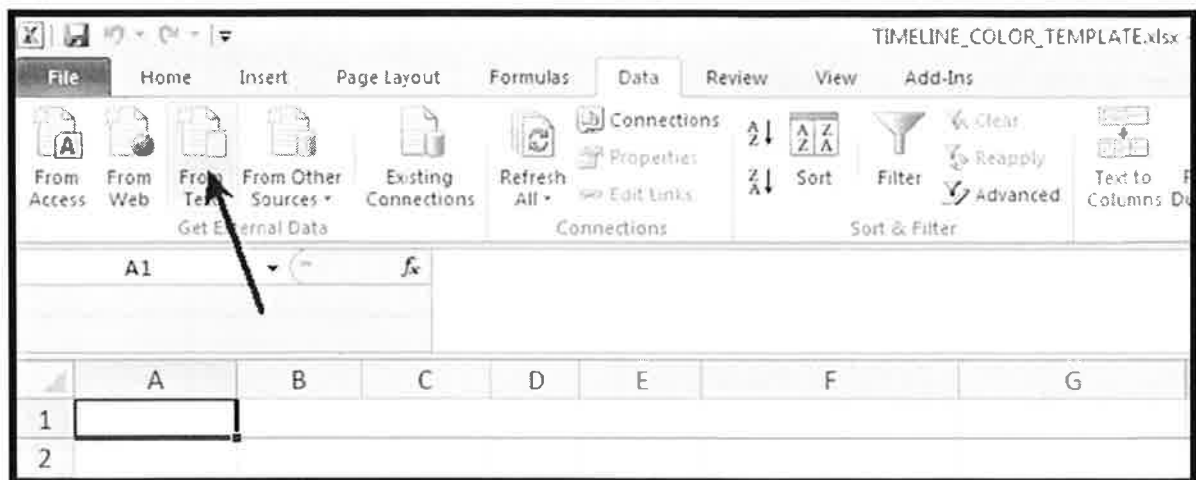 TIMELINE_COLOR_TEMPLATE.xlsx -
File Home Insert Page Layout Formulas Data Review View Add-Ins
From Access
From Web
From Text
From Other Sources
Existing Connections
Get External Data
Refresh All
Connections
Properties
Edit Links
Connections
A Z
Z A
A Z Z A
Sort
Filter
Clear
Reapply
Advanced
Sort & Filter
Text to Columns
A1
fx
A B C D E F G
1
2